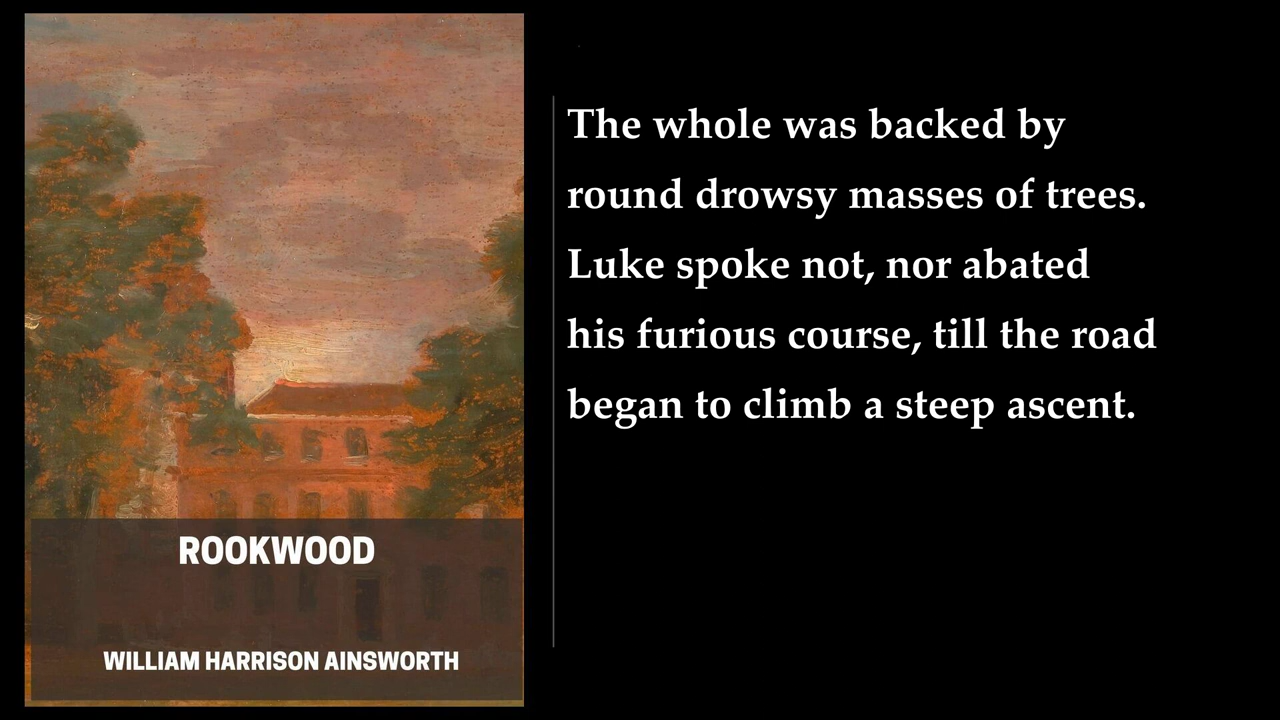 ROOKWOOD
WILLIAM HARRISON AINSWORTH
The whole was backed by
round drowsy masses of trees.
Luke spoke not, nor abated
his furious course, till the road
began to climb a steep ascent.